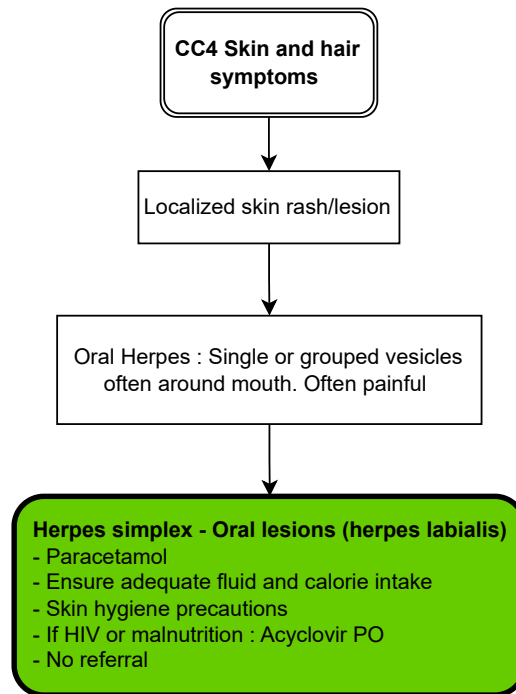 CC4 Skin and hair
symptoms
Localized skin rash/lesion
Oral Herpes : Single or grouped vesicles
often around mouth. Often painful
Herpes simplex - Oral lesions (herpes labialis)
- Paracetamol
- Ensure adequate fluid and calorie intake
- Skin hygiene precautions
- If HIV or malnutrition : Acyclovir PO
- No referral